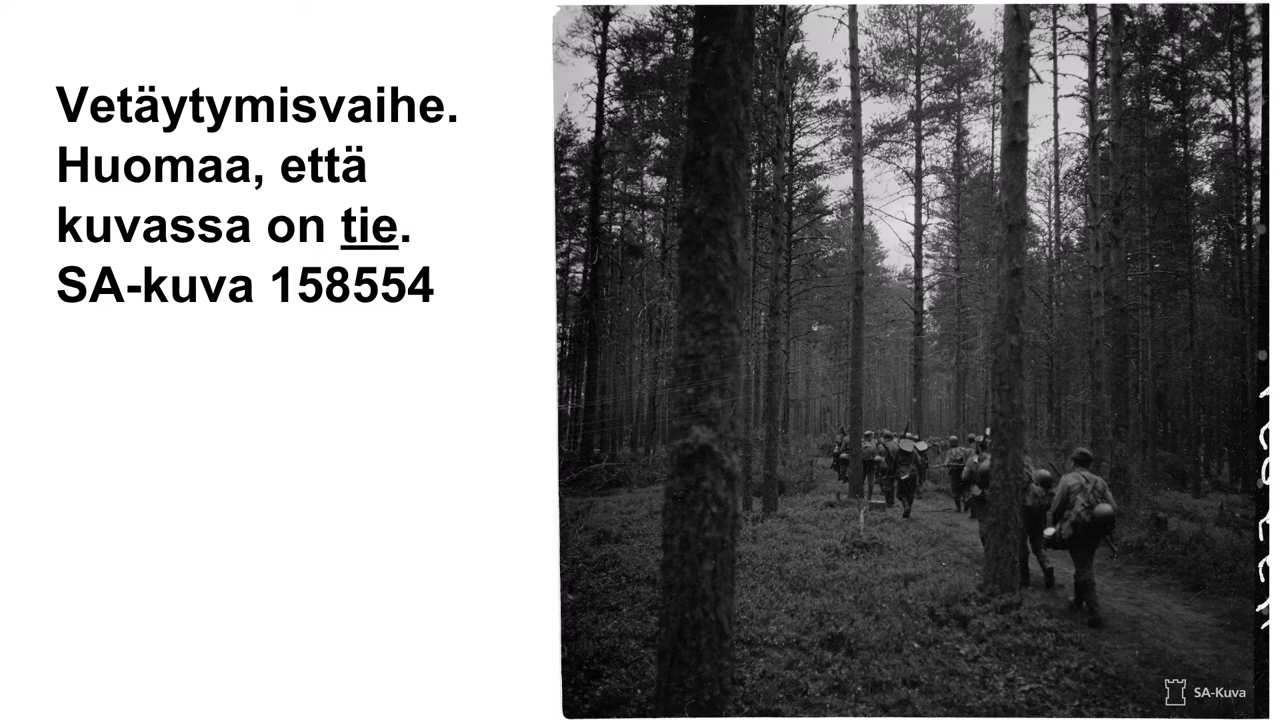 Vetäytymisvaihe.
Huomaa, että
kuvassa on tie.
SA-kuva 158554
SA-Kuva